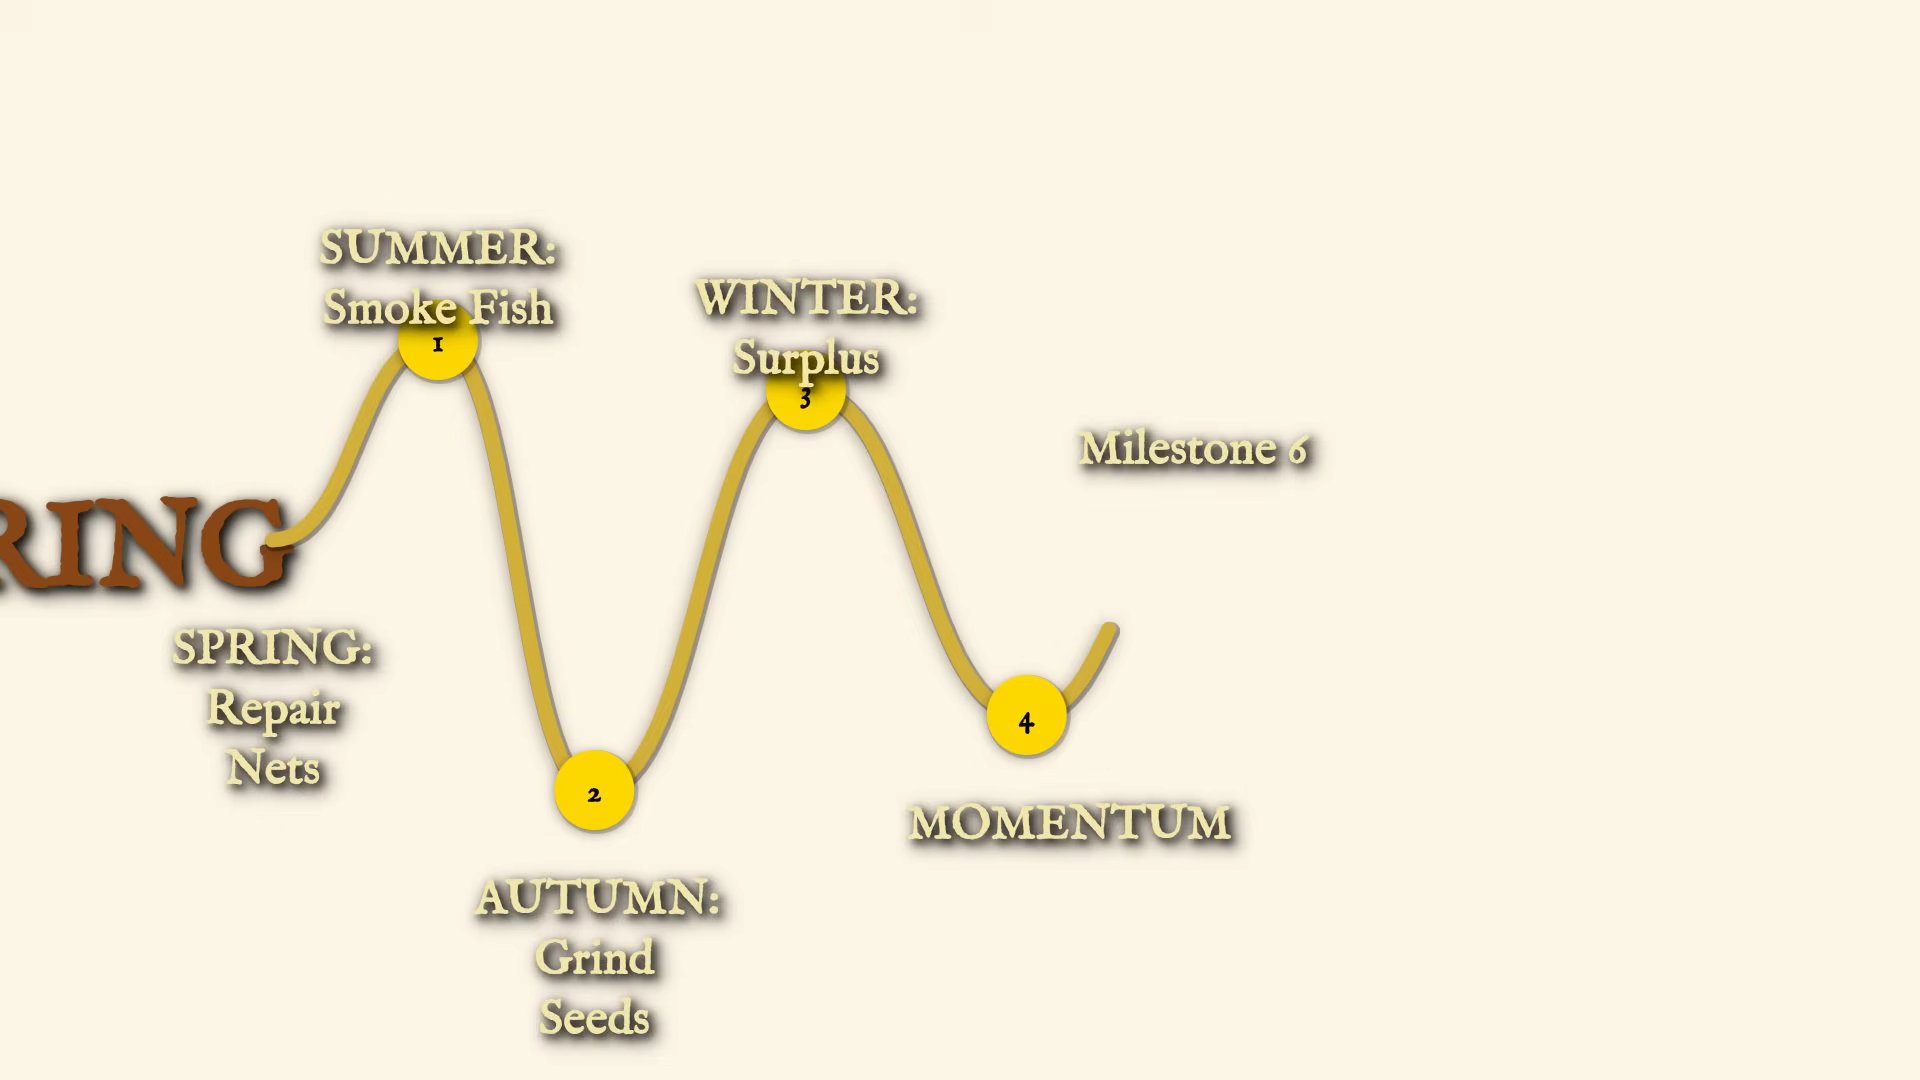 SUMMER:
Smoke Fish
1
WINTER:
Surplus
3
Milestone 6
RING
SPRING:
Repair
Nets
2
4
MOMENTUM
AUTUMN:
Grind
Seeds